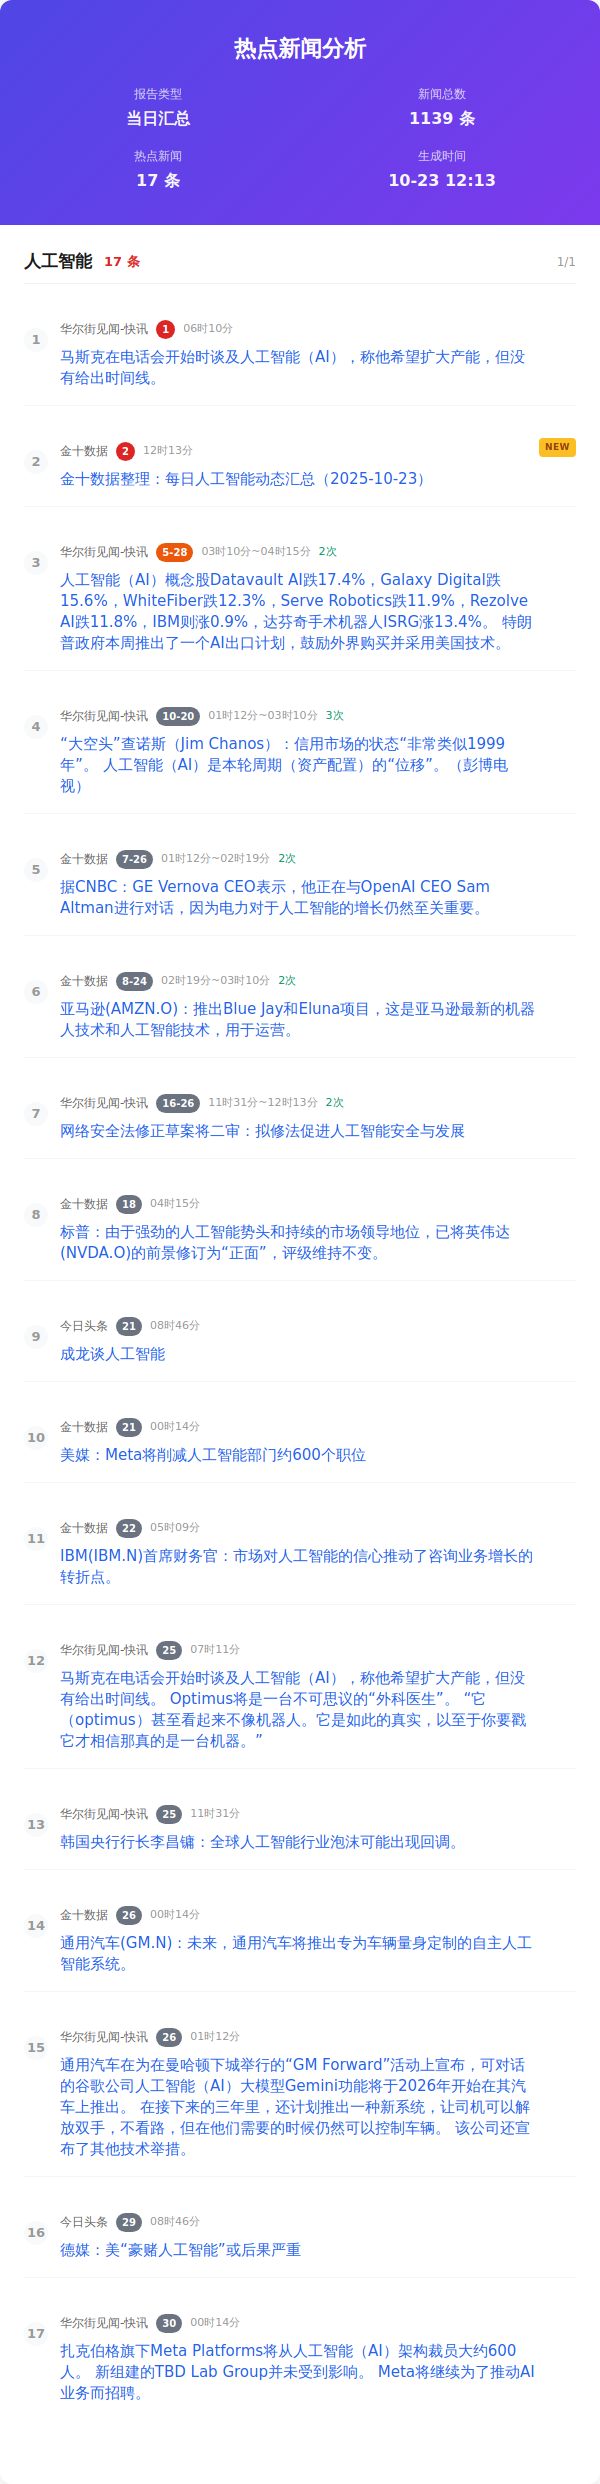 热点新闻分析
报告类型
新闻总数
当日汇总
1139 条
热点新闻
生成时间
17 条
10-23 12:13
人工智能 17 条 1/1
1
华尔街见闻-快讯 1 06时10分
马斯克在电话会开始时谈及人工智能（AI），称他希望扩大产能，但没
有给出时间线。
2
金十数据 2 12时13分
NEW
金十数据整理：每日人工智能动态汇总（2025-10-23）
3
华尔街见闻-快讯 5-28 03时10分~04时15分 2次
人工智能（AI）概念股Datavault AI跌17.4%，Galaxy Digital跌
15.6%，WhiteFiber跌12.3%，Serve Robotics跌11.9%，Rezolve
AI跌11.8%，IBM则涨0.9%，达芬奇手术机器人ISRG涨13.4%。 特朗
普政府本周推出了一个AI出口计划，鼓励外国购买并采用美国技术。
4
华尔街见闻-快讯 10-20 01时12分~03时10分 3次
“大空头”查诺斯（Jim Chanos）：信用市场的状态“非常类似1999
年”。 人工智能（AI）是本轮周期（资产配置）的“位移”。（彭博电
视）
5
金十数据 7-26 01时12分~02时19分 2次
据CNBC：GE Vernova CEO表示，他正在与OpenAI CEO Sam
Altman进行对话，因为电力对于人工智能的增长仍然至关重要。
6
金十数据 8-24 02时19分~03时10分 2次
亚马逊(AMZN.O)：推出Blue Jay和Eluna项目，这是亚马逊最新的机器
人技术和人工智能技术，用于运营。
7
华尔街见闻-快讯 16-26 11时31分~12时13分 2次
网络安全法修正草案将二审：拟修法促进人工智能安全与发展
8
金十数据 18 04时15分
标普：由于强劲的人工智能势头和持续的市场领导地位，已将英伟达
(NVDA.O)的前景修订为“正面”，评级维持不变。
9
今日头条 21 08时46分
成龙谈人工智能
10
金十数据 21 00时14分
美媒：Meta将削减人工智能部门约600个职位
11
金十数据 22 05时09分
IBM(IBM.N)首席财务官：市场对人工智能的信心推动了咨询业务增长的
转折点。
12
华尔街见闻-快讯 25 07时11分
马斯克在电话会开始时谈及人工智能（AI），称他希望扩大产能，但没
有给出时间线。 Optimus将是一台不可思议的“外科医生”。 “它
（optimus）甚至看起来不像机器人。它是如此的真实，以至于你要戳
它才相信那真的是一台机器。”
13
华尔街见闻-快讯 25 11时31分
韩国央行行长李昌镛：全球人工智能行业泡沫可能出现回调。
14
金十数据 26 00时14分
通用汽车(GM.N)：未来，通用汽车将推出专为车辆量身定制的自主人工
智能系统。
15
华尔街见闻-快讯 26 01时12分
通用汽车在为在曼哈顿下城举行的“GM Forward”活动上宣布，可对话
的谷歌公司人工智能（AI）大模型Gemini功能将于2026年开始在其汽
车上推出。 在接下来的三年里，还计划推出一种新系统，让司机可以解
放双手，不看路，但在他们需要的时候仍然可以控制车辆。 该公司还宣
布了其他技术举措。
16
今日头条 29 08时46分
德媒：美“豪赌人工智能”或后果严重
17
华尔街见闻-快讯 30 00时14分
扎克伯格旗下Meta Platforms将从人工智能（AI）架构裁员大约600
人。 新组建的TBD Lab Group并未受到影响。 Meta将继续为了推动AI
业务而招聘。